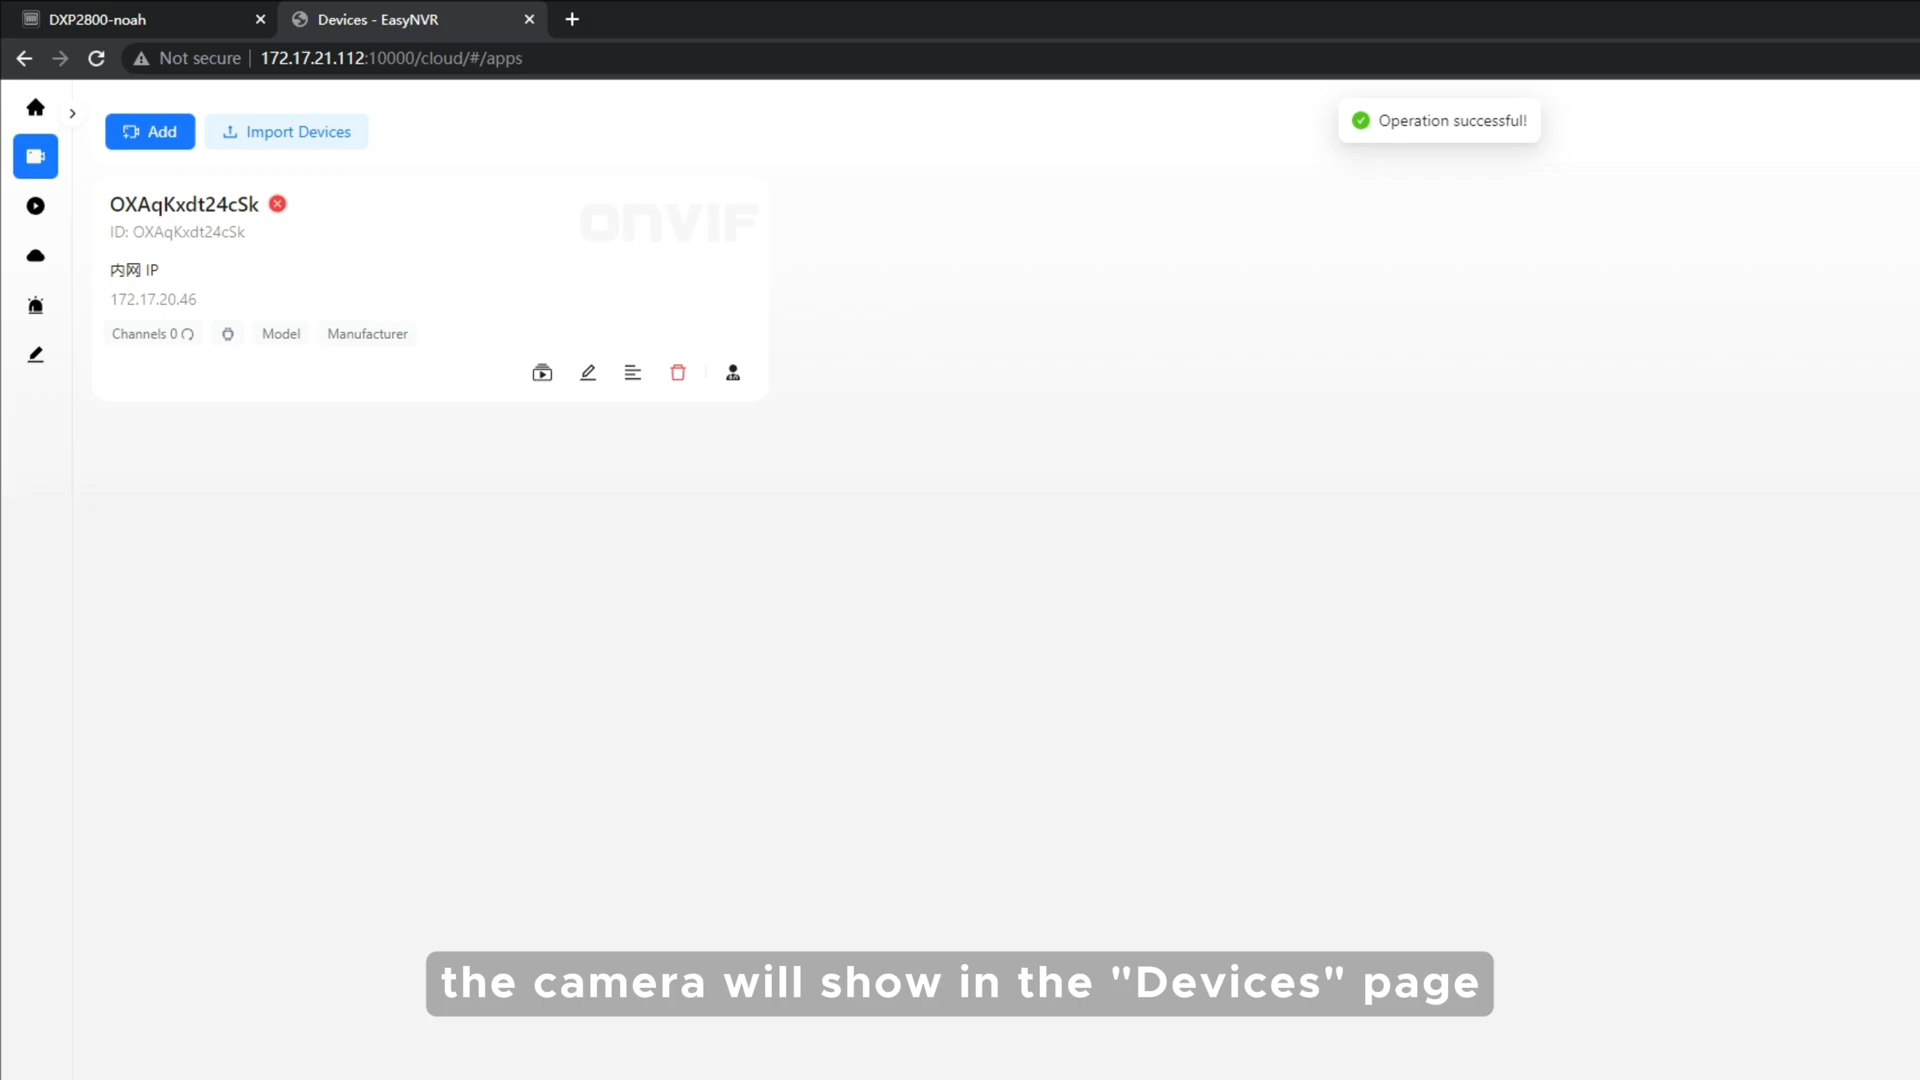 DXP2800-noah
Devices - EasyNVR
Not secure
172.17.21.112:10000/cloud/#/apps
Add
Import Devices
Operation successful!
OXAqKxdt24cSk
ONVIF
ID: OXAqKxdt24cSk
内网 IP
172.17.20.46
Channels 0
Model
Manufacturer
the camera will show in the "Devices" page